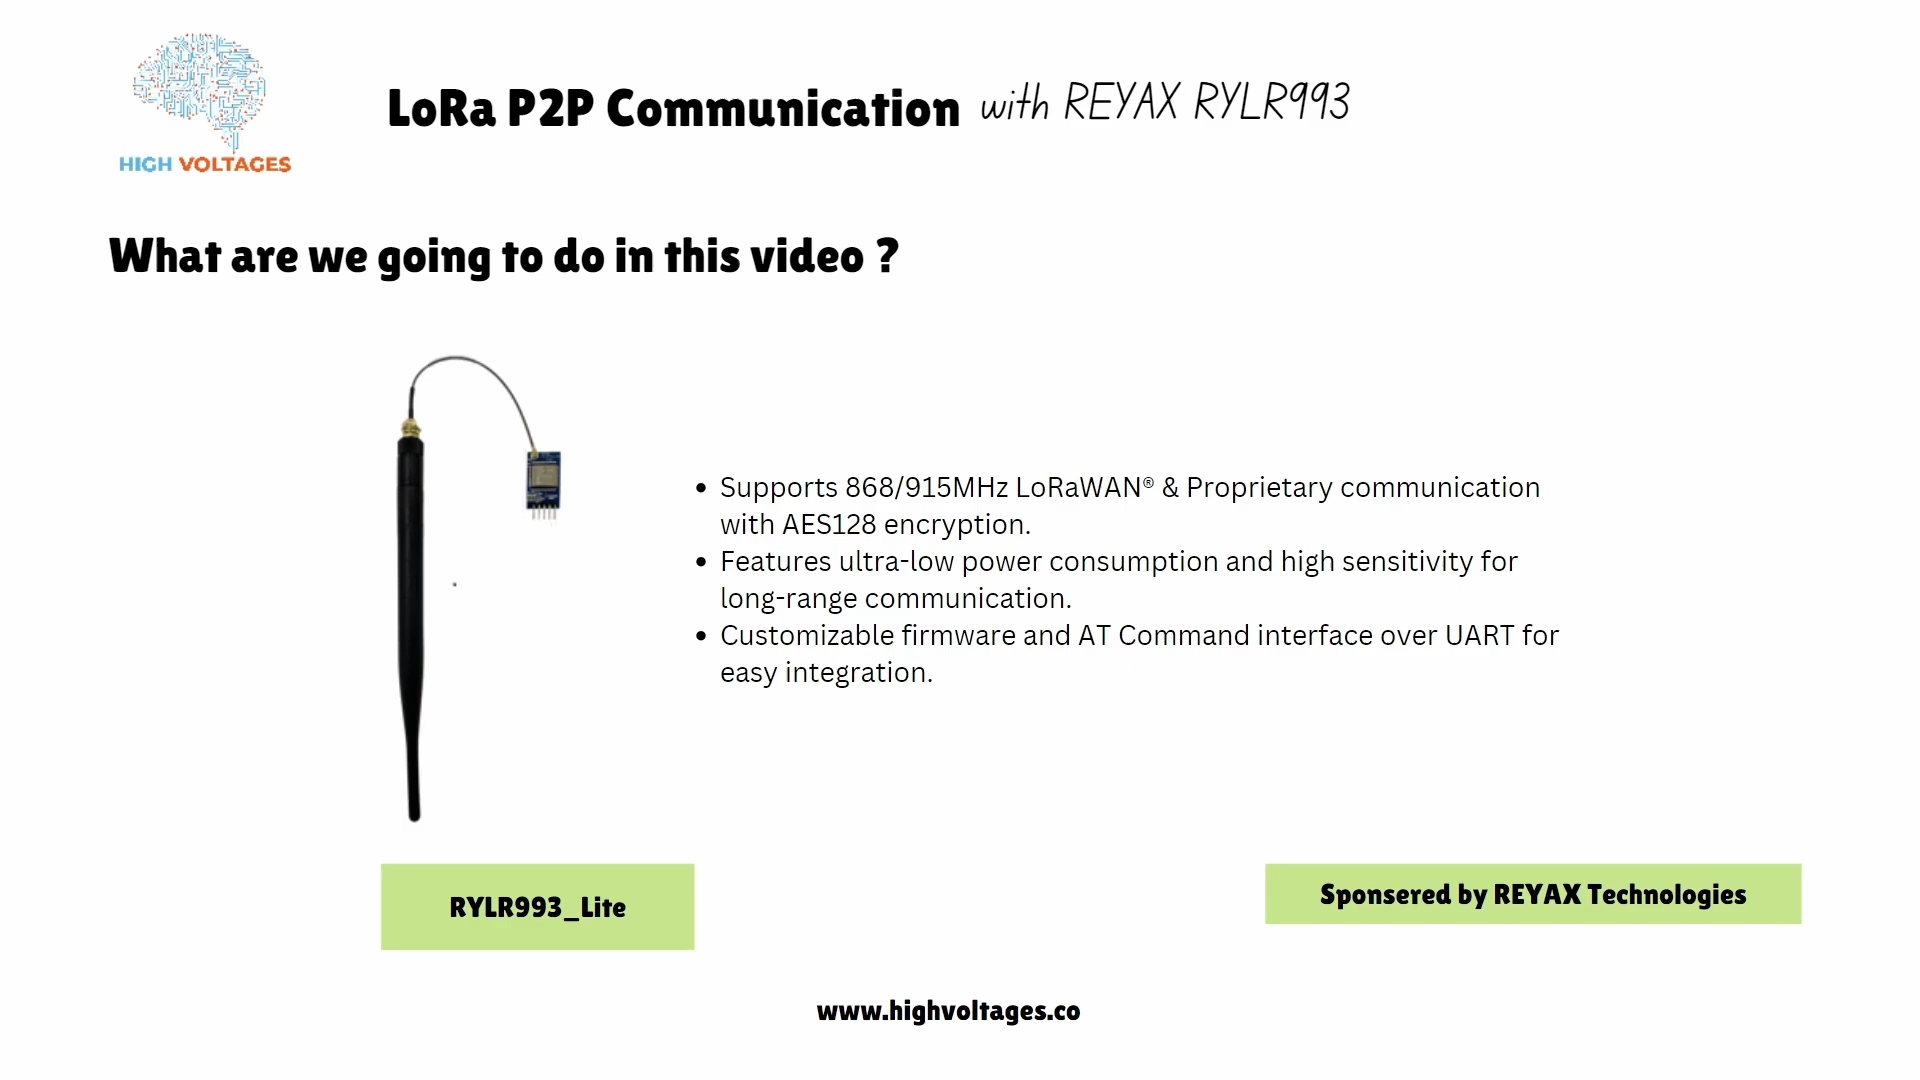 HIGH VOLTAGES
LoRa P2P Communication with REYAX RYLR993
What are we going to do in this video ?
• Supports 868/915MHz LoRaWAN® & Proprietary communication
with AES128 encryption.
• Features ultra-low power consumption and high sensitivity for
long-range communication.
• Customizable firmware and AT Command interface over UART for
easy integration.
RYLR993_Lite
Sponsered by REYAX Technologies
www.highvoltages.co